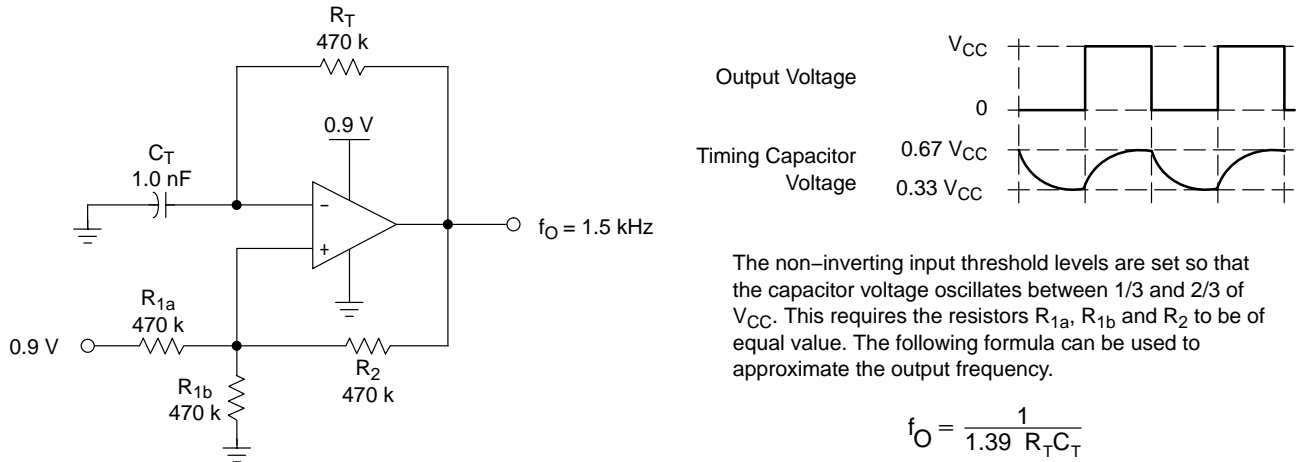 R_T
470 k
0.9 V
C_T
1.0 nF
−
+
f_O = 1.5 kHz
R_1a
470 k
0.9 V
R_2
470 k
R_1b
470 k
Output Voltage
V_CC
0
Timing Capacitor
Voltage
0.67 V_CC
0.33 V_CC
The non−inverting input threshold levels are set so that
the capacitor voltage oscillates between 1/3 and 2/3 of
V_CC. This requires the resistors R_1a, R_1b and R_2 to be of
equal value. The following formula can be used to
approximate the output frequency.
f_O = 1 / 1.39 R_T C_T